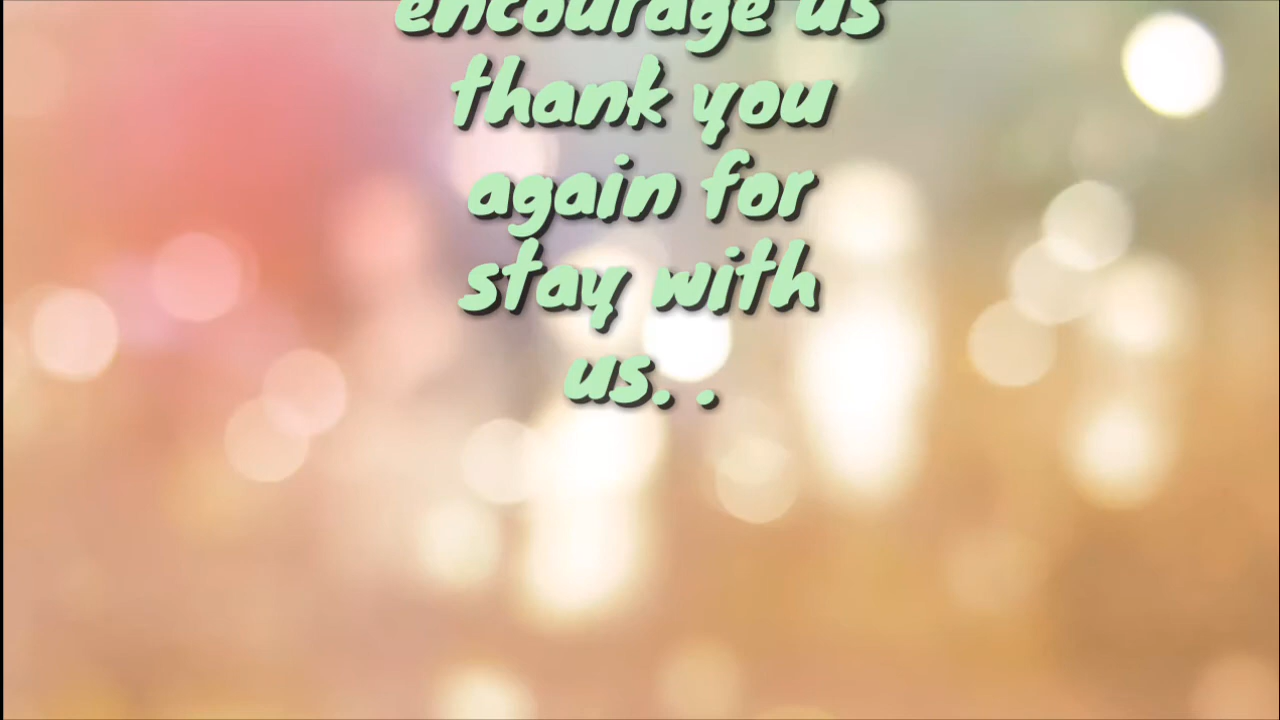 encourage us
thank you
again for
stay with
us. .